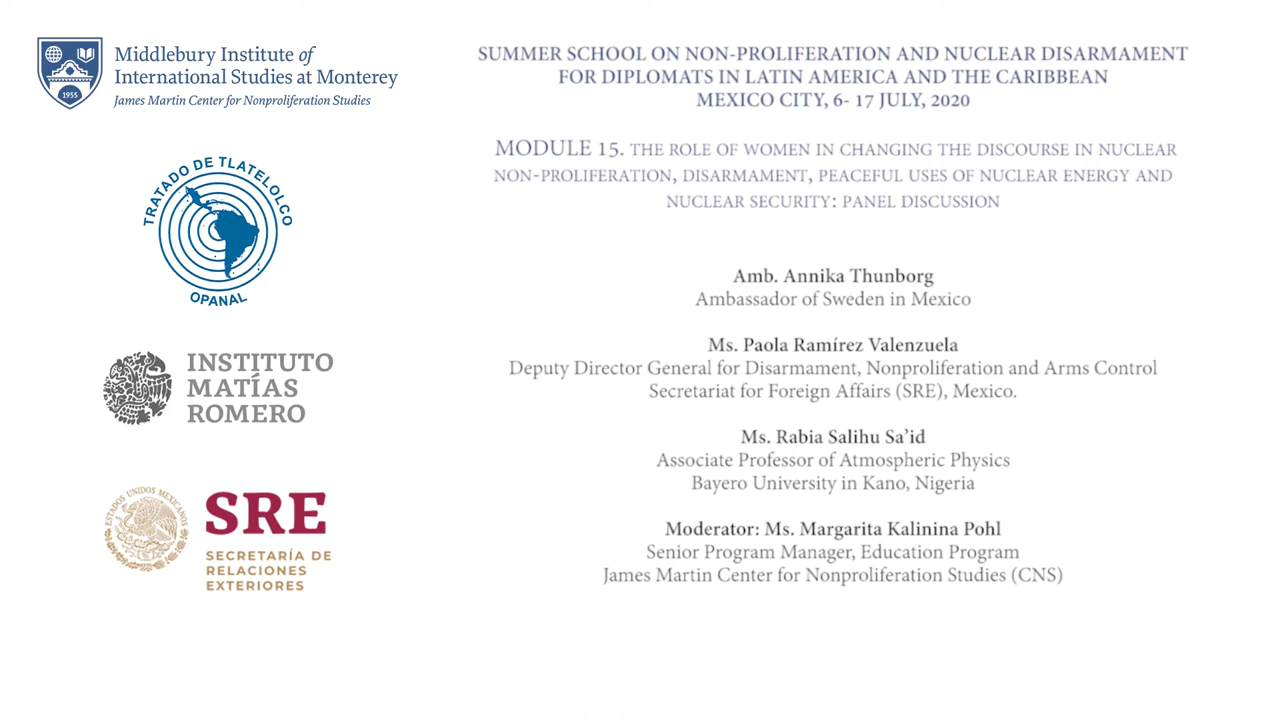 Middlebury Institute of
International Studies at Monterey
James Martin Center for Nonproliferation Studies
1955
TRATADO DE TLATELOLCO
OPANAL
INSTITUTO
MATÍAS
ROMERO
ESTADOS UNIDOS MEXICANOS
SRE
SECRETARÍA DE
RELACIONES
EXTERIORES
SUMMER SCHOOL ON NON-PROLIFERATION AND NUCLEAR DISARMAMENT
FOR DIPLOMATS IN LATIN AMERICA AND THE CARIBBEAN
MEXICO CITY, 6- 17 JULY, 2020
MODULE 15. THE ROLE OF WOMEN IN CHANGING THE DISCOURSE IN NUCLEAR
NON-PROLIFERATION, DISARMAMENT, PEACEFUL USES OF NUCLEAR ENERGY AND
NUCLEAR SECURITY: PANEL DISCUSSION
Amb. Annika Thunborg
Ambassador of Sweden in Mexico
Ms. Paola Ramírez Valenzuela
Deputy Director General for Disarmament, Nonproliferation and Arms Control
Secretariat for Foreign Affairs (SRE), Mexico.
Ms. Rabia Salihu Sa'id
Associate Professor of Atmospheric Physics
Bayero University in Kano, Nigeria
Moderator: Ms. Margarita Kalinina Pohl
Senior Program Manager, Education Program
James Martin Center for Nonproliferation Studies (CNS)